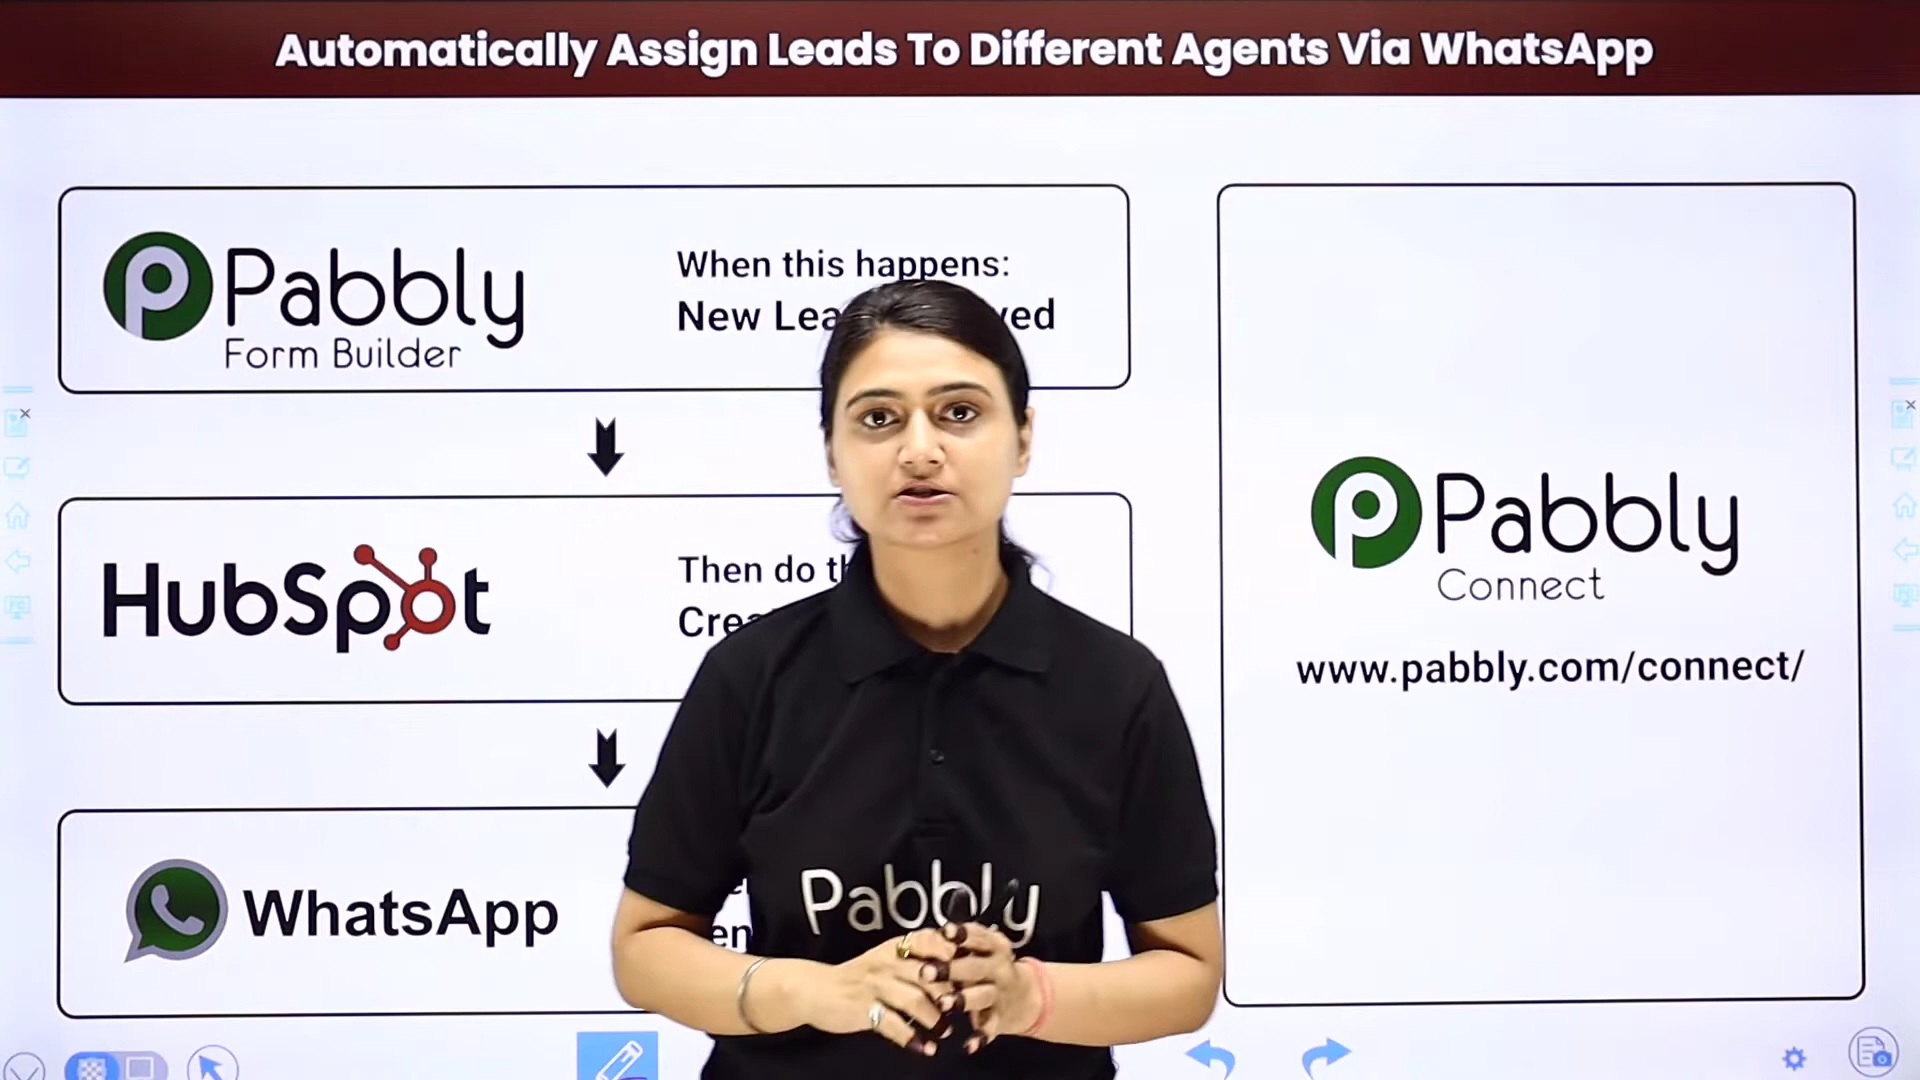 Automatically Assign Leads To Different Agents Via WhatsApp
Pabbly
Form Builder
When this happens:
New
HubSpot
Then do
WhatsApp
Pabbly
Connect
www.pabbly.com/connect/
Pabbly